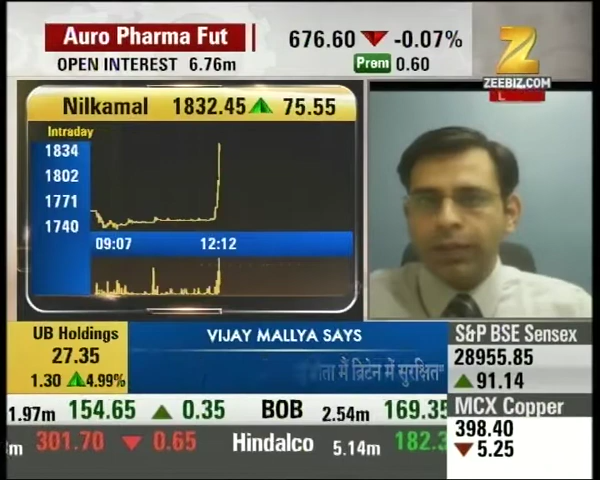 Auro Pharma Fut
676.60 -0.07%
OPEN INTEREST 6.76m
Prem 0.60
ZEEBIZ.COM
Nilkamal 1832.45 75.55
Intraday
1834
1802
1771
1740
09:07 12:12
UB Holdings
27.35
1.30 4.99%
VIJAY MALLYA SAYS
मैं ब्रिटेन में सुरक्षित"
S&P BSE Sensex
28955.85
91.14
1.97m 154.65 0.35 BOB 2.54m 169.35
MCX Copper
398.40
5.25
m 301.70 0.65 Hindalco 5.14m 182.3